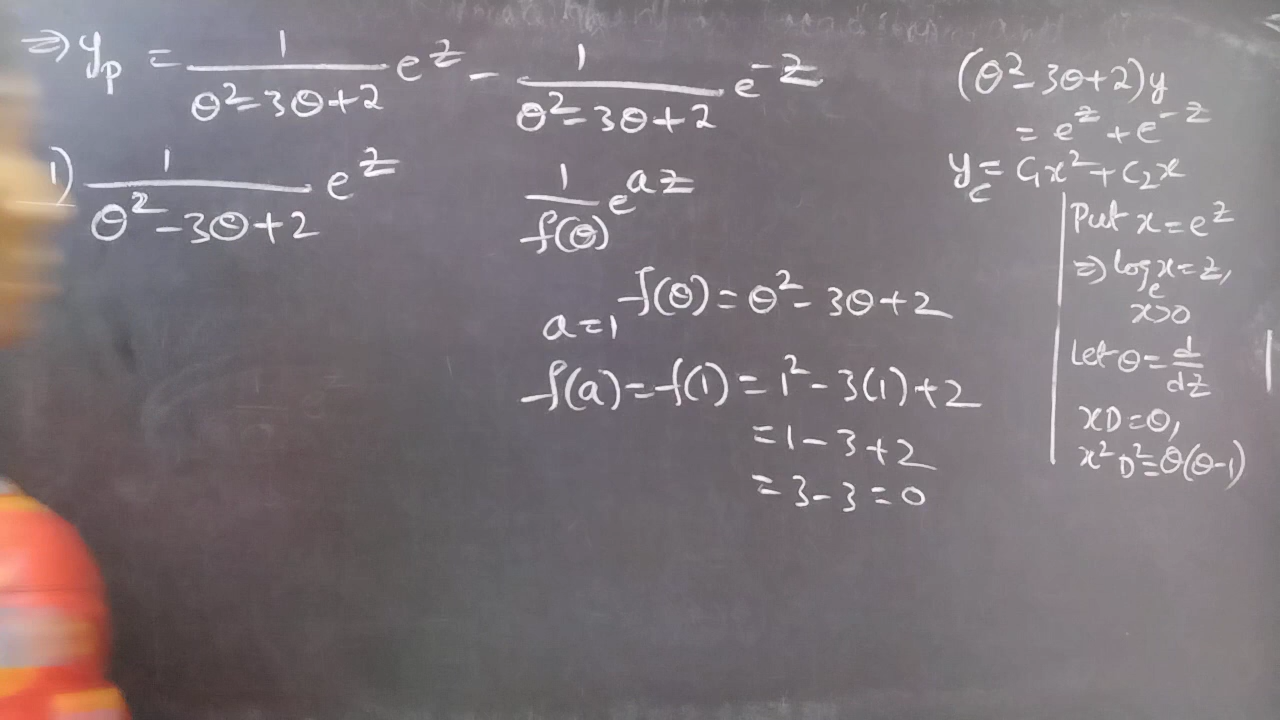 ⇒ y_p = 1/(θ² - 3θ + 2) e^z - 1/(θ² - 3θ + 2) e^-z
1) 1/(θ² - 3θ + 2) e^z
1/f(θ) e^az
f(θ) = θ² - 3θ + 2
a = 1
f(a) = f(1) = 1² - 3(1) + 2
= 1 - 3 + 2
= 3 - 3 = 0
(θ² - 3θ + 2)y
= e^z + e^-z
y_c = C₁x² + C₂x
Put x = e^z
⇒ log_e x = z,
x>0
Let θ = d/dz
xD = θ,
x²D² = θ(θ-1)